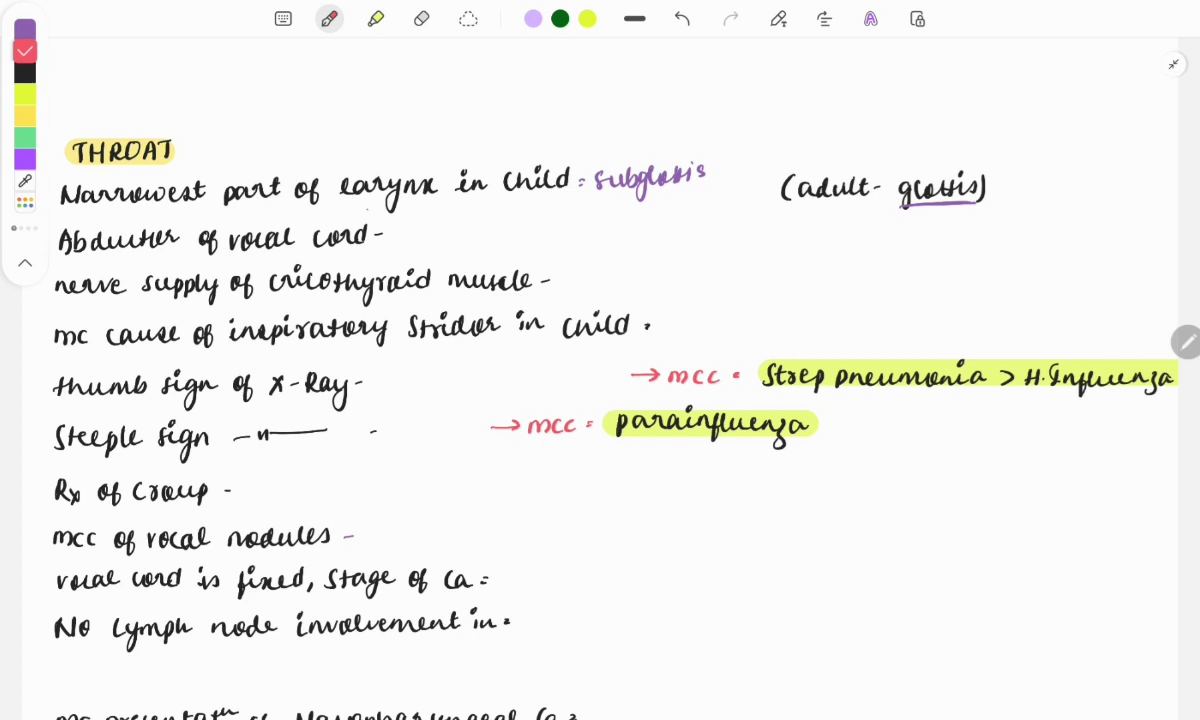 THROAT
Narrowest part of larynx in child = subglottis (adult - glottis)
Abductor of vocal cord -
nerve supply of cricothyroid muscle -
mc cause of inspiratory stridor in child .
thumb sign of X-Ray - → mcc = Strep pneumonia > H. Influenza
Steeple sign — " — - → mcc = parainfluenza
Rx of Croup -
mcc of vocal nodules -
vocal cord is fixed, stage of ca =
No lymph node involvement in .